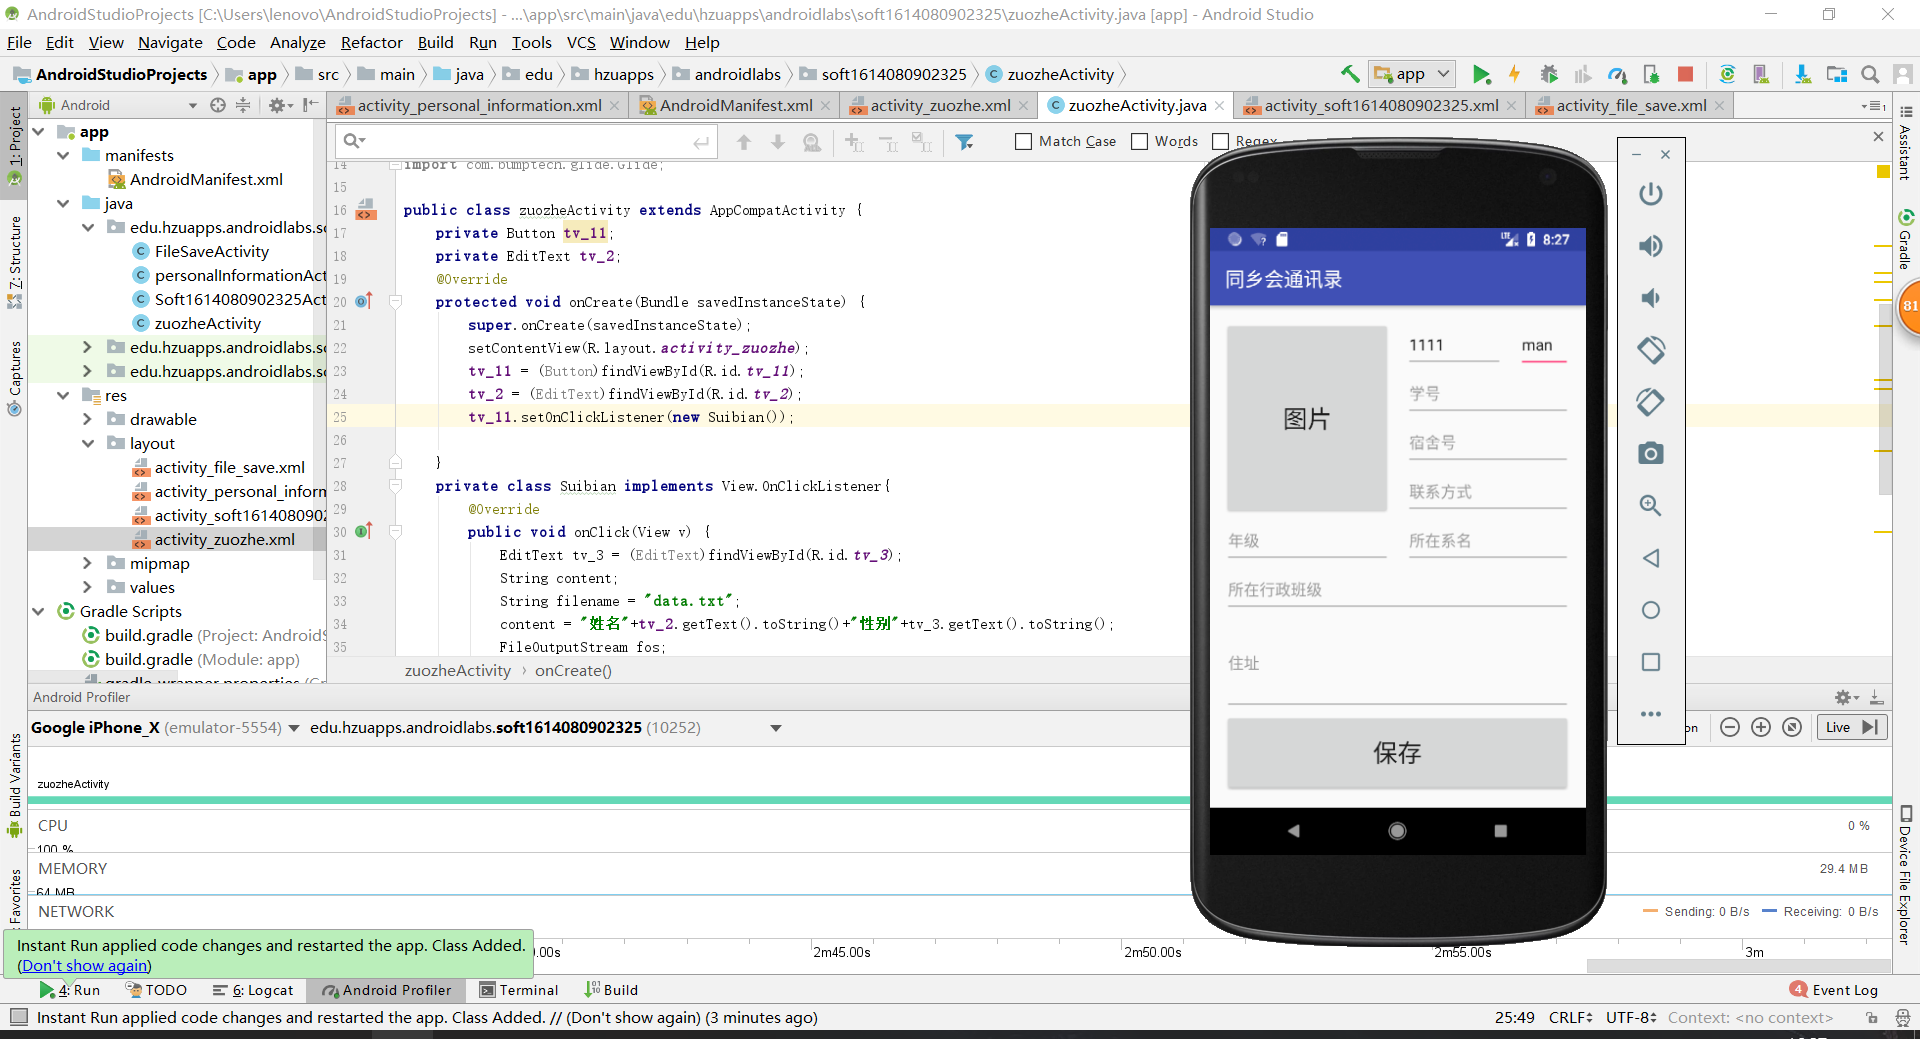 AndroidStudioProjects [C:\Users\lenovo\AndroidStudioProjects] - ...\app\src\main\java\edu\hzuapps\androidlabs\soft1614080902325\zuozheActivity.java [app] - Android Studio
File Edit View Navigate Code Analyze Refactor Build Run Tools VCS Window Help
AndroidStudioProjects app src main java edu hzuapps androidlabs soft1614080902325 zuozheActivity
app
Android
activity_personal_information.xml AndroidManifest.xml activity_zuozhe.xml zuozheActivity.java activity_soft1614080902325.xml activity_file_save.xml
Match Case Words Regex
1: Project
Z: Structure
Captures
Build Variants
Favorites
app
manifests
AndroidManifest.xml
java
edu.hzuapps.androidlabs.so
FileSaveActivity
personalInformationAct
Soft1614080902325Act
zuozheActivity
edu.hzuapps.androidlabs.so
edu.hzuapps.androidlabs.so
res
drawable
layout
activity_file_save.xml
activity_personal_inform
activity_soft1614080902
activity_zuozhe.xml
mipmap
values
Gradle Scripts
build.gradle (Project: AndroidS
build.gradle (Module: app)
gradle-wrapper.properties (Gr
14 import com.bumptech.glide.Glide;
15
16 public class zuozheActivity extends AppCompatActivity {
17 private Button tv_11;
18 private EditText tv_2;
19 @Override
20 protected void onCreate(Bundle savedInstanceState) {
21 super.onCreate(savedInstanceState);
22 setContentView(R.layout.activity_zuozhe);
23 tv_11 = (Button)findViewById(R.id.tv_11);
24 tv_2 = (EditText)findViewById(R.id.tv_2);
25 tv_11.setOnClickListener(new Suibian());
26
27 }
28 private class Suibian implements View.OnClickListener{
29 @Override
30 public void onClick(View v) {
31 EditText tv_3 = (EditText)findViewById(R.id.tv_3);
32 String content;
33 String filename = "data.txt";
34 content = "姓名"+tv_2.getText().toString()+"性别"+tv_3.getText().toString();
35 FileOutputStream fos;
zuozheActivity › onCreate()
8:27
同乡会通讯录
图片
1111 man
学号
宿舍号
联系方式
年级 所在系名
所在行政班级
住址
保存
Assistant
Gradle
81
Device File Explorer
Android Profiler
Google iPhone_X (emulator-5554) edu.hzuapps.androidlabs.soft1614080902325 (10252)
on Live
zuozheActivity
CPU 0 %
100 %
MEMORY 29.4 MB
64 MB
NETWORK Sending: 0 B/s Receiving: 0 B/s
0.00s 2m45.00s 2m50.00s 2m55.00s 3m
Instant Run applied code changes and restarted the app. Class Added.
(Don't show again)
4: Run TODO 6: Logcat Android Profiler Terminal Build 4 Event Log
Instant Run applied code changes and restarted the app. Class Added. // (Don't show again) (3 minutes ago) 25:49 CRLF UTF-8 Context: <no context>